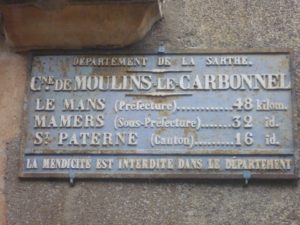 DÉPARTEMENT DE LA SARTHE.
CNE DE MOULINS-LE-CARBONNEL
LE MANS (Préfecture)............48 kilom.
MAMERS (Sous-Préfecture)......32 id.
ST PATERNE (Canton)........16 id.
LA MENDICITÉ EST INTERDITE DANS LE DÉPARTEMENT